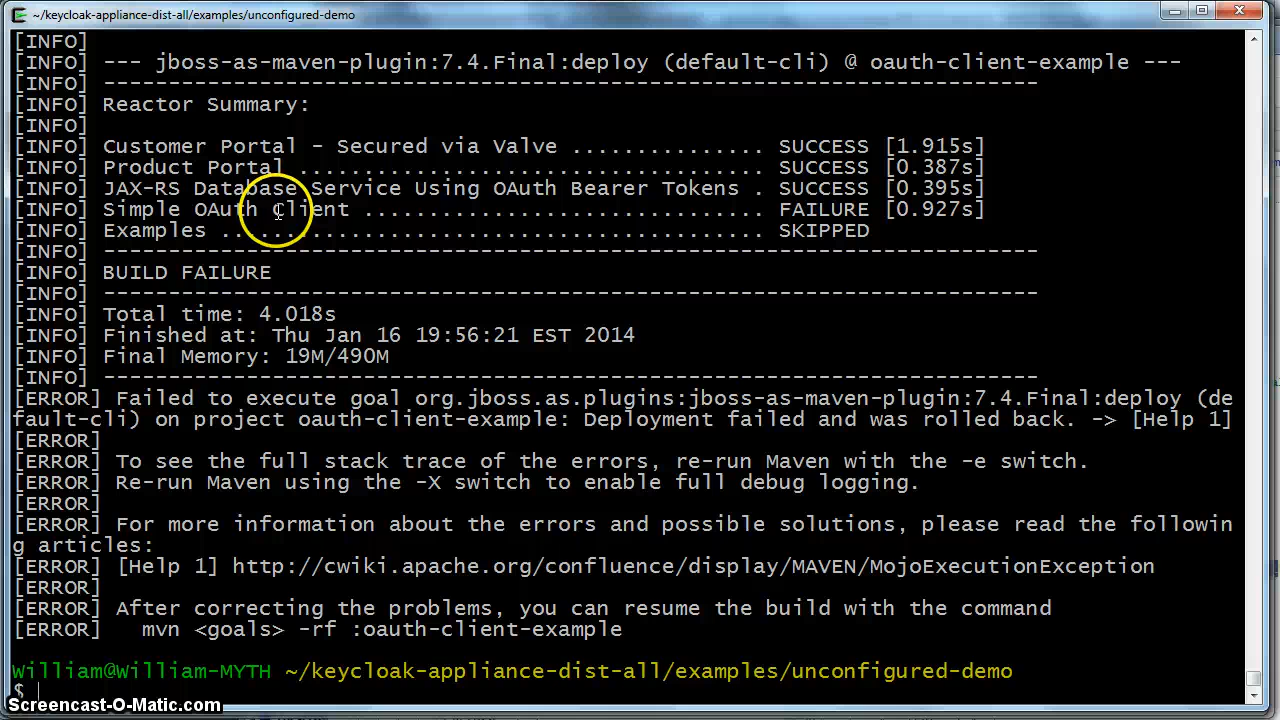 ~/keycloak-appliance-dist-all/examples/unconfigured-demo
[INFO]
[INFO] --- jboss-as-maven-plugin:7.4.Final:deploy (default-cli) @ oauth-client-example ---
[INFO] ------------------------------------------------------------------------
[INFO] Reactor Summary:
[INFO]
[INFO] Customer Portal - Secured via Valve ............... SUCCESS [1.915s]
[INFO] Product Portal .................................... SUCCESS [0.387s]
[INFO] JAX-RS Database Service Using OAuth Bearer Tokens . SUCCESS [0.395s]
[INFO] Simple OAuth Client ............................... FAILURE [0.927s]
[INFO] Examples .......................................... SKIPPED
[INFO] ------------------------------------------------------------------------
[INFO] BUILD FAILURE
[INFO] ------------------------------------------------------------------------
[INFO] Total time: 4.018s
[INFO] Finished at: Thu Jan 16 19:56:21 EST 2014
[INFO] Final Memory: 19M/490M
[INFO] ------------------------------------------------------------------------
[ERROR] Failed to execute goal org.jboss.as.plugins:jboss-as-maven-plugin:7.4.Final:deploy (de
fault-cli) on project oauth-client-example: Deployment failed and was rolled back. -> [Help 1]
[ERROR]
[ERROR] To see the full stack trace of the errors, re-run Maven with the -e switch.
[ERROR] Re-run Maven using the -X switch to enable full debug logging.
[ERROR]
[ERROR] For more information about the errors and possible solutions, please read the followin
g articles:
[ERROR] [Help 1] http://cwiki.apache.org/confluence/display/MAVEN/MojoExecutionException
[ERROR]
[ERROR] After correcting the problems, you can resume the build with the command
[ERROR]   mvn <goals> -rf :oauth-client-example
William@William-MYTH ~/keycloak-appliance-dist-all/examples/unconfigured-demo
$
Screencast-O-Matic.com